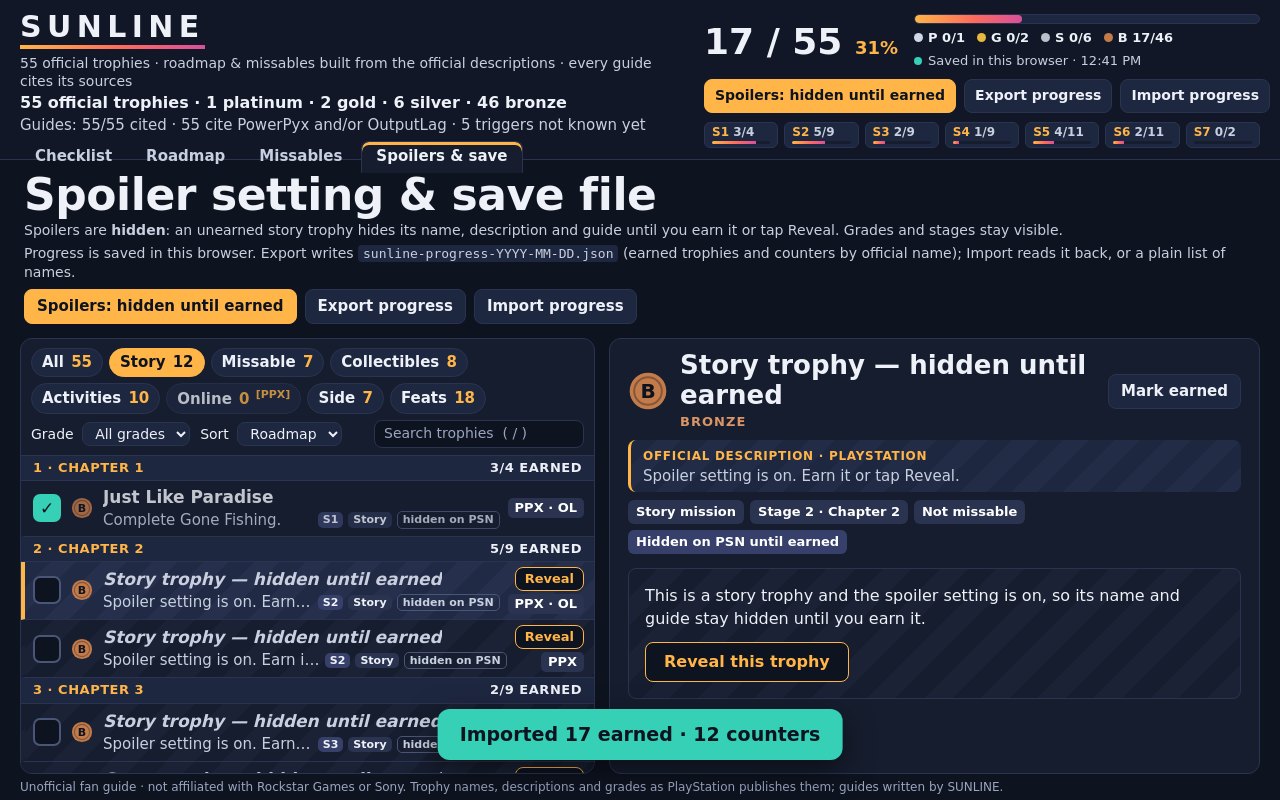 SUNLINE
55 official trophies · roadmap & missables built from the official descriptions · every guide
cites its sources
55 official trophies · 1 platinum · 2 gold · 6 silver · 46 bronze
Guides: 55/55 cited · 55 cite PowerPyx and/or OutputLag · 5 triggers not known yet
17 / 55 31%
P 0/1 G 0/2 S 0/6 B 17/46
Saved in this browser · 12:41 PM
Spoilers: hidden until earned Export progress Import progress
S1 3/4 S2 5/9 S3 2/9 S4 1/9 S5 4/11 S6 2/11 S7 0/2
Checklist Roadmap Missables Spoilers & save
Spoiler setting & save file
Spoilers are hidden: an unearned story trophy hides its name, description and guide until you earn it or tap Reveal. Grades and stages stay visible.
Progress is saved in this browser. Export writes sunline-progress-YYYY-MM-DD.json (earned trophies and counters by official name); Import reads it back, or a plain list of
names.
Spoilers: hidden until earned Export progress Import progress
All 55 Story 12 Missable 7 Collectibles 8
Activities 10 Online 0 [PPX] Side 7 Feats 18
Grade All grades Sort Roadmap Search trophies ( / )
1 · CHAPTER 1 3/4 EARNED
✓ B Just Like Paradise
Complete Gone Fishing. S1 Story hidden on PSN PPX · OL
2 · CHAPTER 2 5/9 EARNED
B Story trophy — hidden until earned Reveal
Spoiler setting is on. Earn... S2 Story hidden on PSN PPX · OL
B Story trophy — hidden until earned Reveal
Spoiler setting is on. Earn i... S2 Story hidden on PSN PPX
3 · CHAPTER 3 2/9 EARNED
B Story trophy — hidden until earned
Spoiler setting is on. Earn... S3 Story
B Story trophy — hidden until
earned
BRONZE
Mark earned
OFFICIAL DESCRIPTION · PLAYSTATION
Spoiler setting is on. Earn it or tap Reveal.
Story mission Stage 2 · Chapter 2 Not missable
Hidden on PSN until earned
This is a story trophy and the spoiler setting is on, so its name and
guide stay hidden until you earn it.
Reveal this trophy
Imported 17 earned · 12 counters
Unofficial fan guide · not affiliated with Rockstar Games or Sony. Trophy names, descriptions and grades as PlayStation publishes them; guides written by SUNLINE.